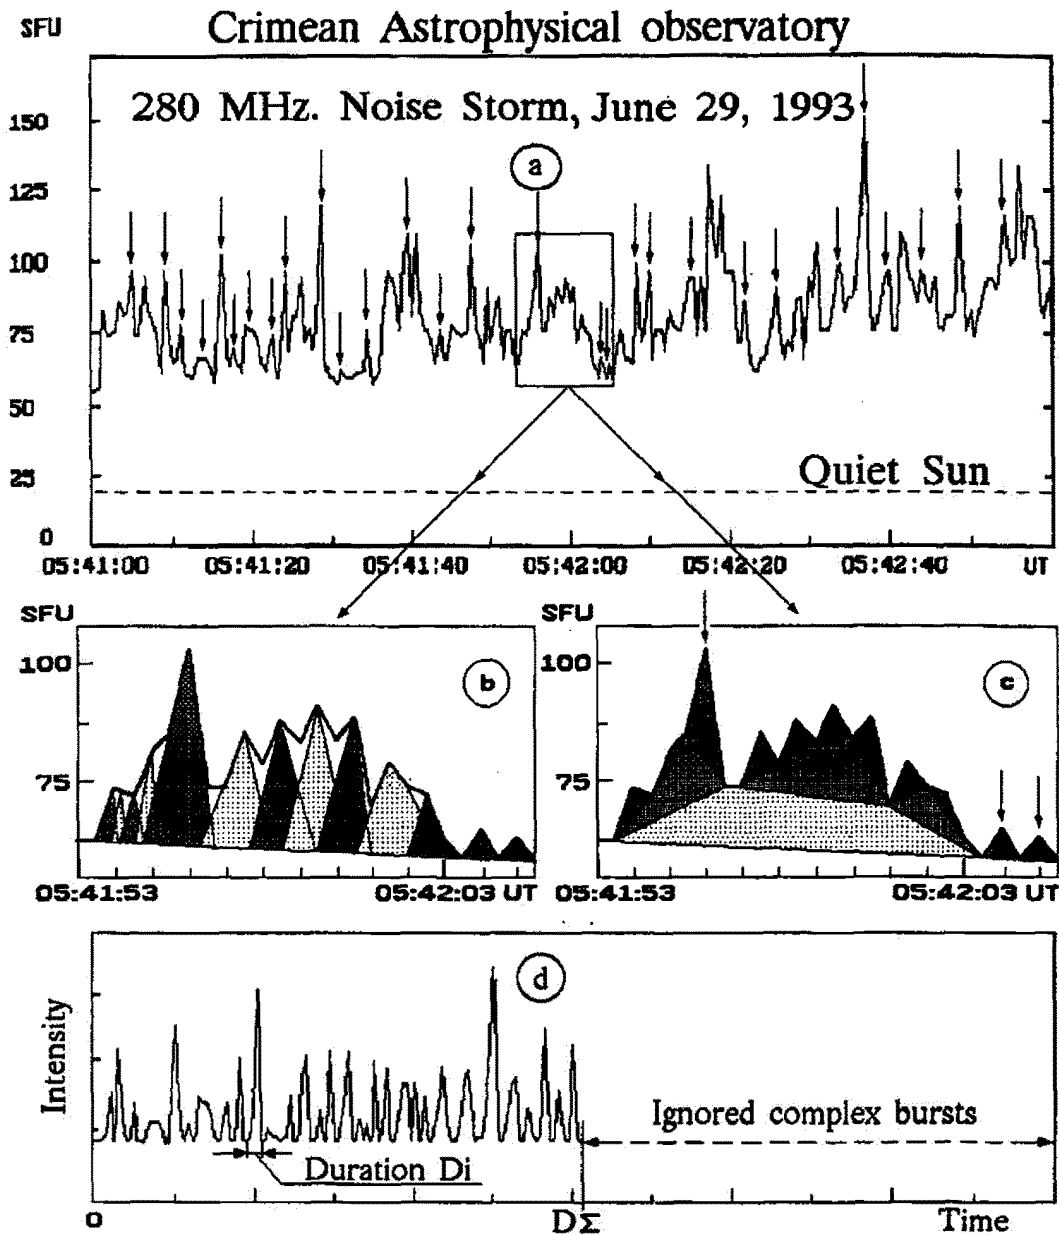 SFU Crimean Astrophysical observatory
280 MHz. Noise Storm, June 29, 1993
150
a
125
100
75
50
25
Quiet Sun
0
05:41:00 05:41:20 05:41:40 05:42:00 05:42:20 05:42:40 UT
SFU
100
b
75
05:41:53 05:42:03 UT
SFU
100
c
75
05:41:53 05:42:03 UT
d
Intensity
Ignored complex bursts
Duration Di
0 DΣ Time